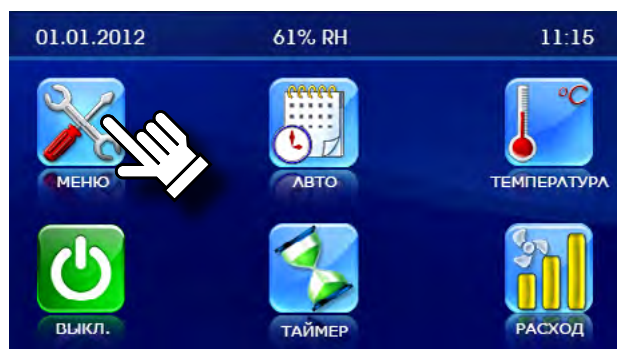 01.01.2012 61% RH 11:15
°C
МЕНЮ АВТО ТЕМПЕРАТУРА
ВЫКЛ. ТАЙМЕР РАСХОД